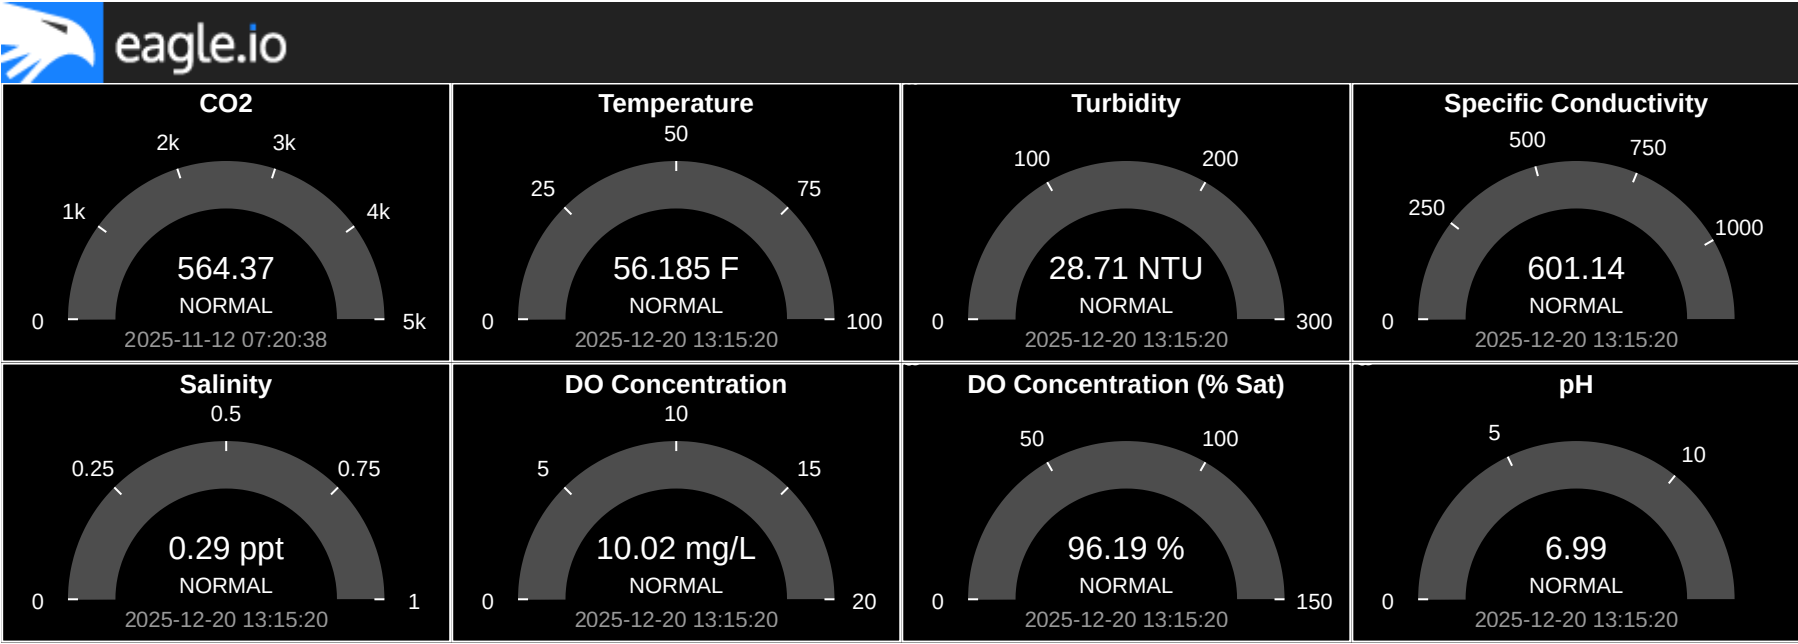 eagle.io
CO2
2k
3k
1k
4k
564.37
NORMAL
0
5k
2025-11-12 07:20:38
Temperature
50
25
75
56.185 F
NORMAL
0
100
2025-12-20 13:15:20
Turbidity
100
200
28.71 NTU
NORMAL
0
300
2025-12-20 13:15:20
Specific Conductivity
500
750
250
1000
601.14
NORMAL
0
2025-12-20 13:15:20
Salinity
0.5
0.25
0.75
0.29 ppt
NORMAL
0
1
2025-12-20 13:15:20
DO Concentration
10
5
15
10.02 mg/L
NORMAL
0
20
2025-12-20 13:15:20
DO Concentration (% Sat)
50
100
96.19 %
NORMAL
0
150
2025-12-20 13:15:20
pH
5
10
6.99
NORMAL
0
2025-12-20 13:15:20